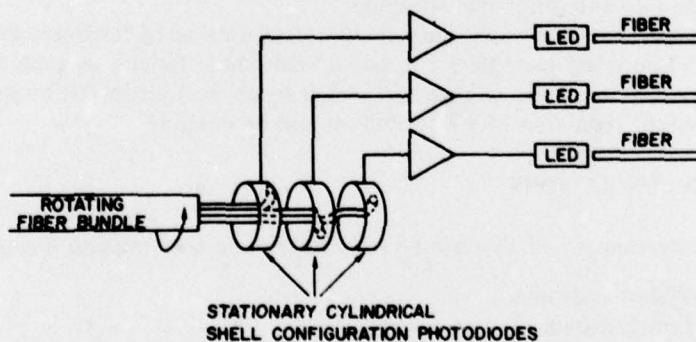 FIBER
LED
FIBER
LED
FIBER
LED
ROTATING
FIBER BUNDLE
STATIONARY CYLINDRICAL
SHELL CONFIGURATION PHOTODIODES